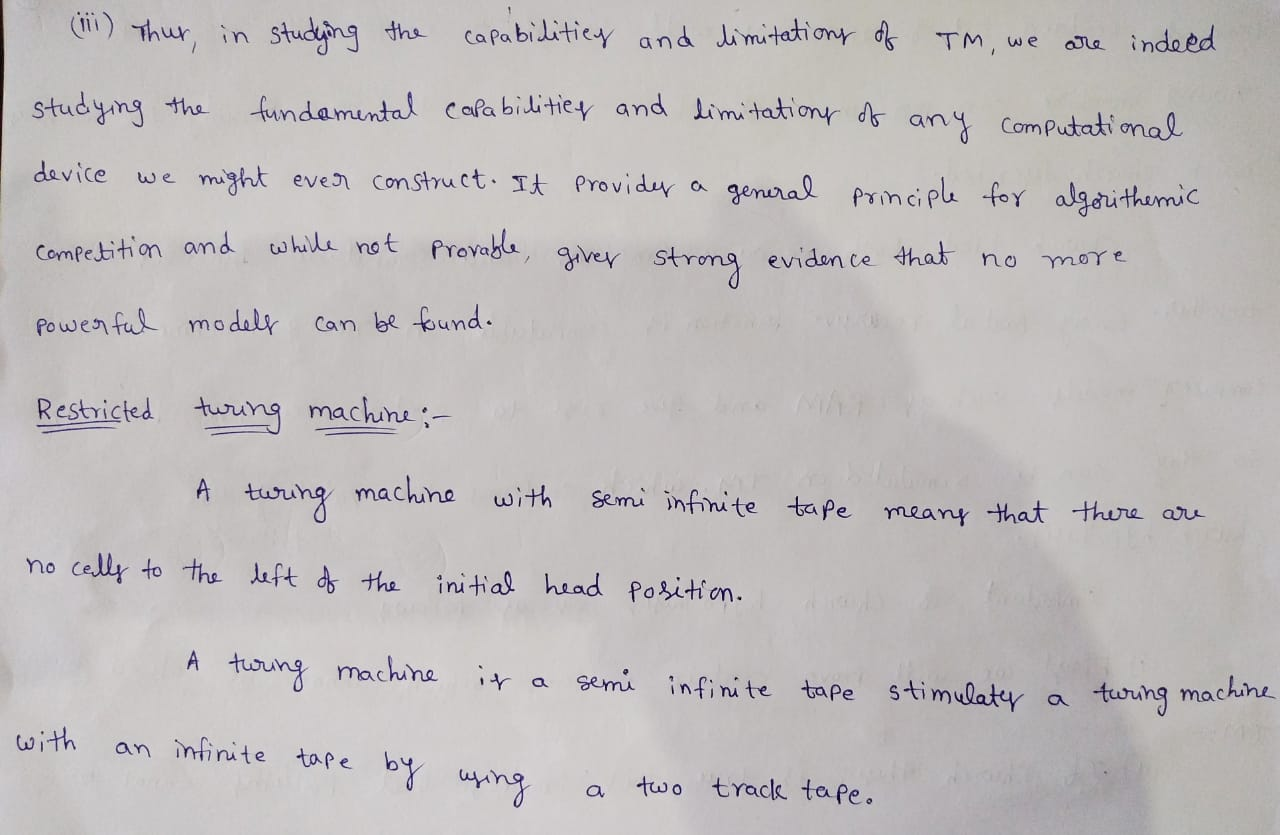 (iii) Thus, in studying the capabilities and limitations of TM, we are indeed
studying the fundamental capabilities and limitations of any computational
device we might ever construct. It provides a general principle for algorithemic
competition and while not provable, gives strong evidence that no more
powerful models can be found.
Restricted turing machine :-
A turing machine with semi infinite tape means that there are
no cells to the left of the initial head position.
A turing machine is a semi infinite tape stimulates a turing machine
with an infinite tape by using a two track tape.